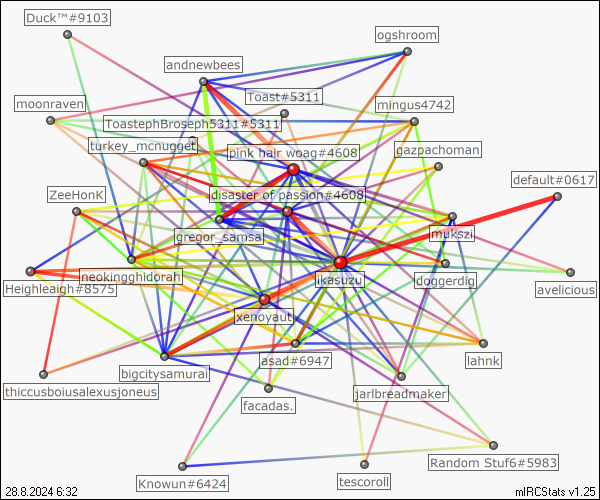 Duck™#9103
ogshroom
andnewbees
Toast#5311
moonraven
mingus4742
ToastephBroseph5311#5311
turkey_mcnugget
pink hair woag#4608
gazpachoman
default#0617
ZeeHonK
disaster of passion#4608
gregor_samsa
mukszi
neokingghidorah
ikasuzu
doggerdig
Heighleaigh#8575
avelicious
xenoyaut
asad#6947
lahnk
bigcitysamurai
thiccusboiusalexusjoneus
jarlbreadmaker
facadas.
Random Stuf6#5983
tescoroll
Knowun#6424
28.8.2024 6:32
mIRCStats v1.25